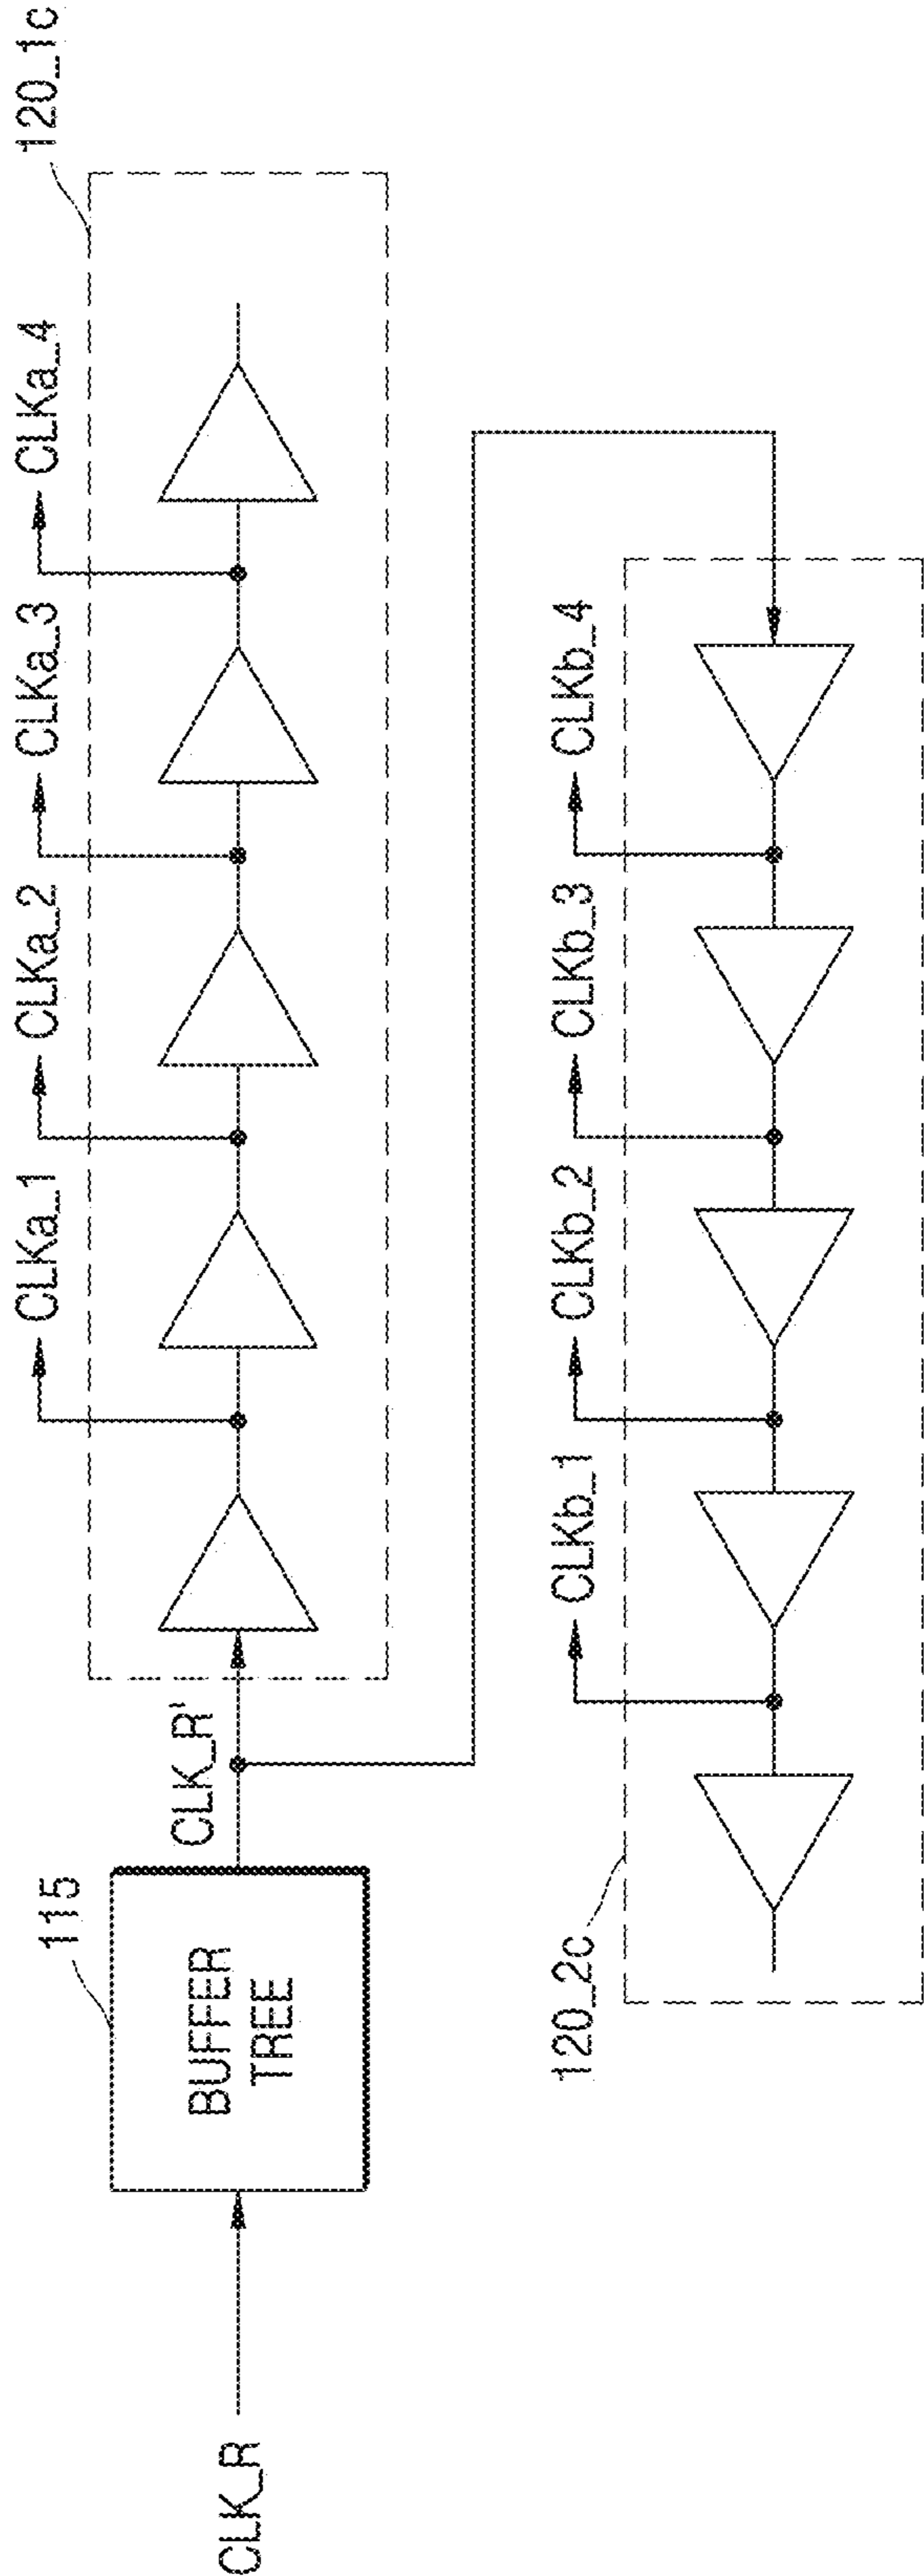 CLKa_1
CLKa_2
CLKa_3
CLKa_4
120_1c
115
CLK_R'
BUFFER
TREE
CLK_R
CLKb_1
CLKb_2
CLKb_3
CLKb_4
120_2c